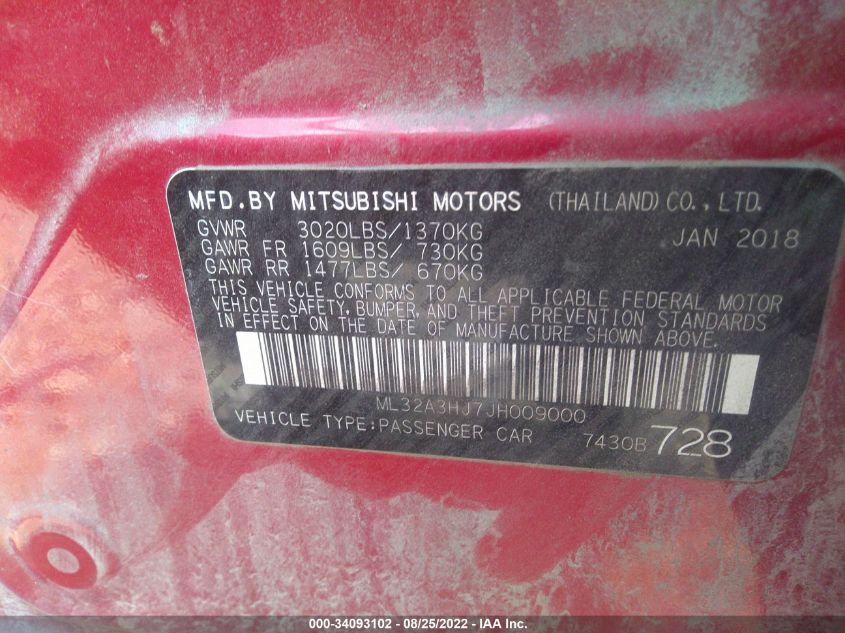 MFD.BY MITSUBISHI MOTORS (THAILAND) CO.,LTD.
GVWR 3020LBS/1370KG JAN 2018
GAWR FR 1609LBS/ 730KG
GAWR RR 1477LBS/ 670KG
THIS VEHICLE CONFORMS TO ALL APPLICABLE FEDERAL MOTOR
VEHICLE SAFETY, BUMPER, AND THEFT PREVENTION STANDARDS
IN EFFECT ON THE DATE OF MANUFACTURE SHOWN ABOVE.
ML32A3HJ7JH009000
VEHICLE TYPE:PASSENGER CAR 7430B 728
000-34093102 - 08/25/2022 - IAA Inc.